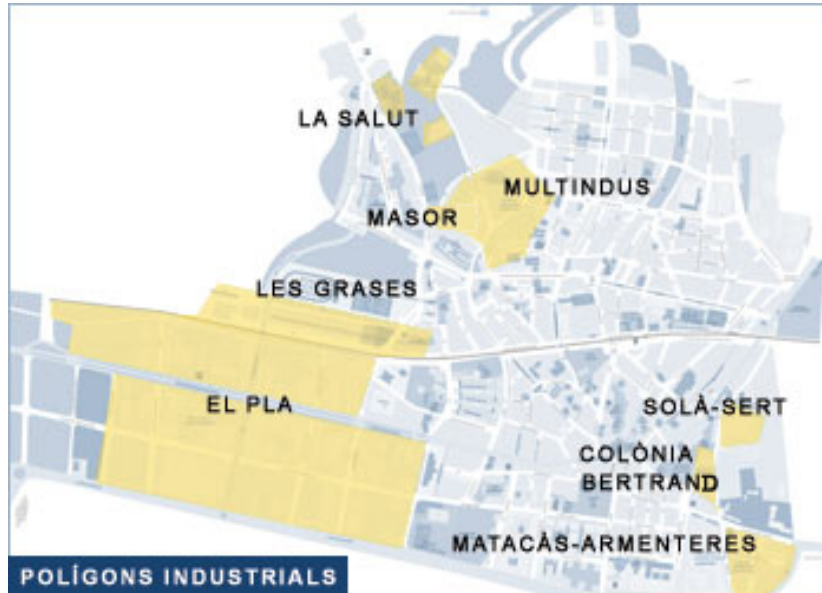 LA SALUT
MULTINDUS
MASOR
LES GRASES
EL PLA
SOLÀ-SERT
COLÒNIA
BERTRAND
MATACÀS-ARMENTERES
POLÍGONS INDUSTRIALS